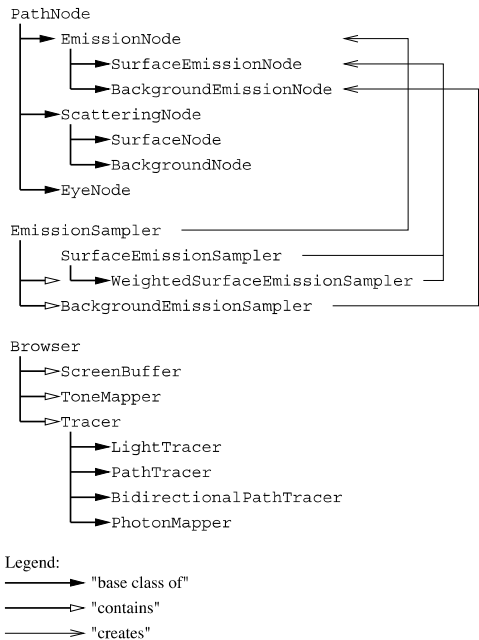 PathNode
EmissionNode
SurfaceEmissionNode
BackgroundEmissionNode
ScatteringNode
SurfaceNode
BackgroundNode
EyeNode
EmissionSampler
SurfaceEmissionSampler
WeightedSurfaceEmissionSampler
BackgroundEmissionSampler
Browser
ScreenBuffer
ToneMapper
Tracer
LightTracer
PathTracer
BidirectionalPathTracer
PhotonMapper
Legend:
"base class of"
"contains"
"creates"